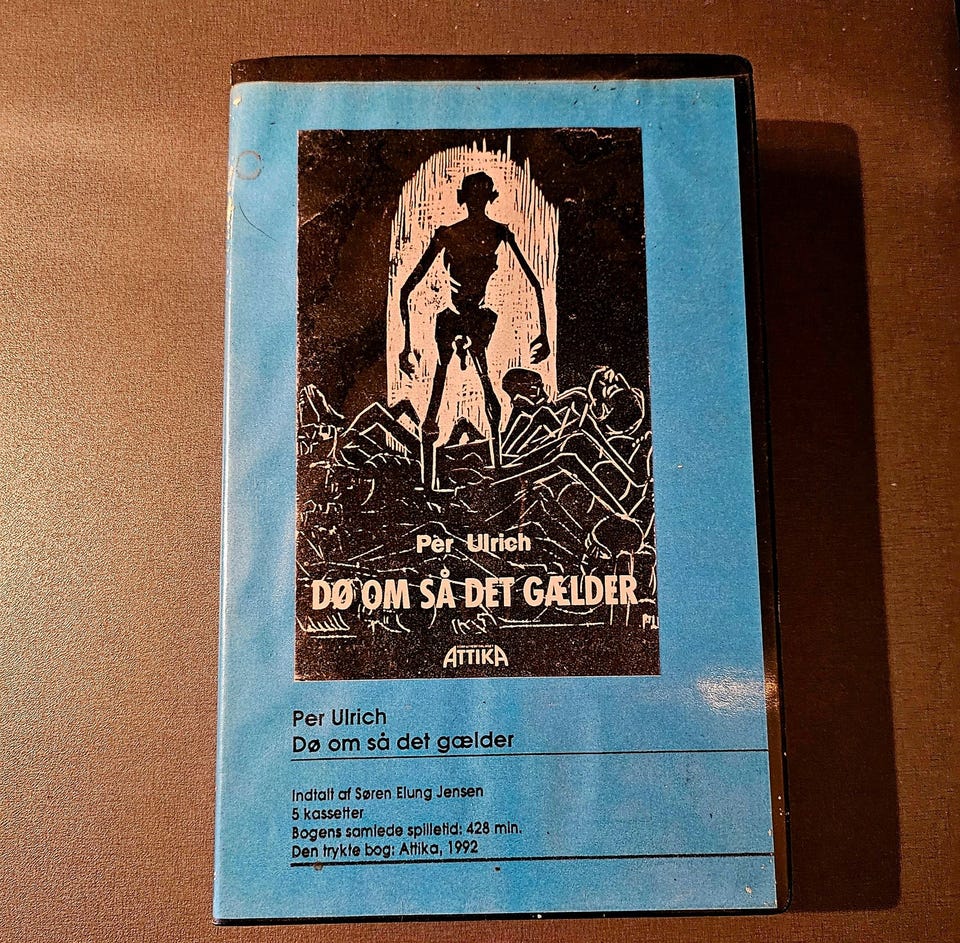 Per Ulrich
DØ OM SÅ DET GÆLDER
ATTIKA
Per Ulrich
Dø om så det gælder
Indtalt af Søren Elung Jensen
5 kassetter
Bogens samlede spilletid: 428 min.
Den trykte bog: Attika, 1992